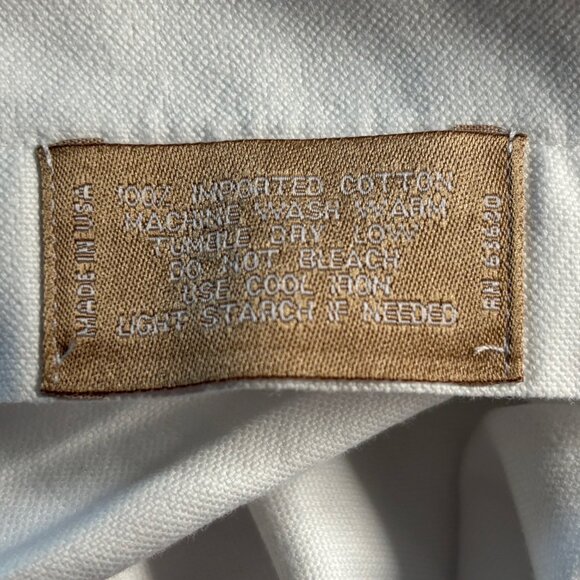 MADE IN USA
100% IMPORTED COTTON
MACHINE WASH WARM
TUMBLE DRY LOW
DO NOT BLEACH
USE COOL IRON
LIGHT STARCH IF NEEDED
RN 53630